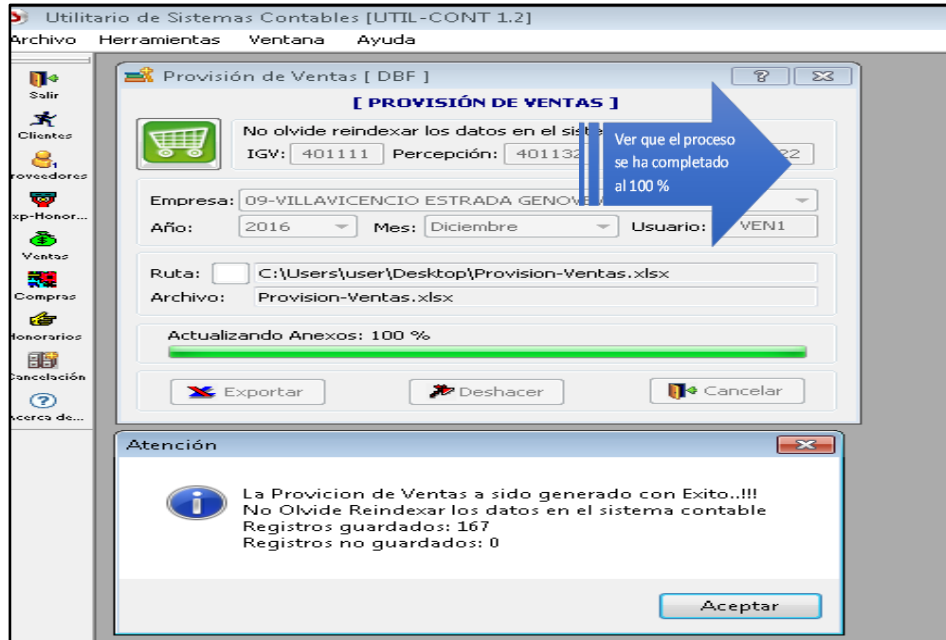 Utilitario de Sistemas Contables [UTIL-CONT 1.2]
Archivo Herramientas Ventana Ayuda
Salir
Clientes
roveedores
xp-Honor...
Ventas
Compras
Honorarios
Cancelación
Acerca de...
Provisión de Ventas [ DBF ]
[ PROVISIÓN DE VENTAS ]
No olvide reindexar los datos en el
IGV: 401111 Percepción: 401132 22
Ver que el proceso
se ha completado
al 100 %
Empresa: 09-VILLAVICENCIO ESTRADA
Año: 2016 Mes: Diciembre Usuario: VEN1
Ruta: C:\Users\user\Desktop\Provision-Ventas.xlsx
Archivo: Provision-Ventas.xlsx
Actualizando Anexos: 100 %
Exportar Deshacer Cancelar
Atención
La Provicion de Ventas a sido generado con Exito..!!!
No Olvide Reindexar los datos en el sistema contable
Registros guardados: 167
Registros no guardados: 0
Aceptar